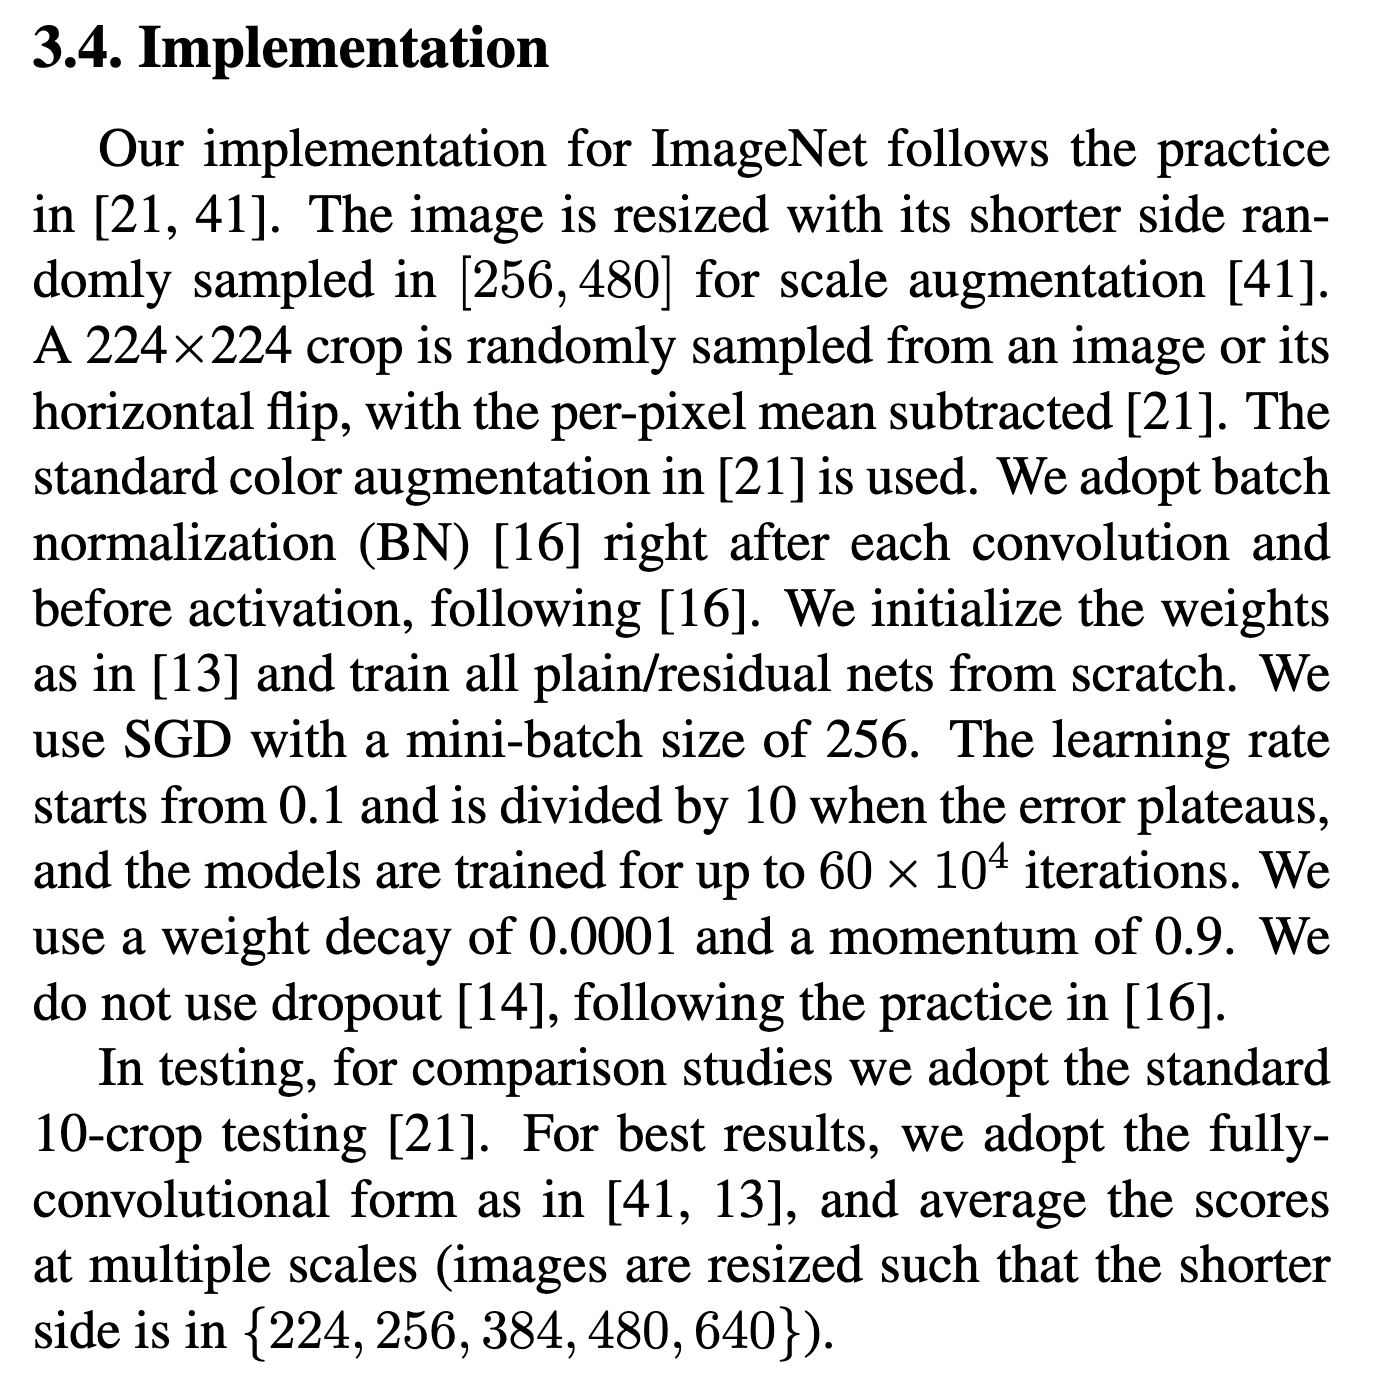 3.4. Implementation
Our implementation for ImageNet follows the practice
in [21, 41]. The image is resized with its shorter side ran-
domly sampled in [256, 480] for scale augmentation [41].
A 224×224 crop is randomly sampled from an image or its
horizontal flip, with the per-pixel mean subtracted [21]. The
standard color augmentation in [21] is used. We adopt batch
normalization (BN) [16] right after each convolution and
before activation, following [16]. We initialize the weights
as in [13] and train all plain/residual nets from scratch. We
use SGD with a mini-batch size of 256. The learning rate
starts from 0.1 and is divided by 10 when the error plateaus,
and the models are trained for up to 60 × 10⁴ iterations. We
use a weight decay of 0.0001 and a momentum of 0.9. We
do not use dropout [14], following the practice in [16].
In testing, for comparison studies we adopt the standard
10-crop testing [21]. For best results, we adopt the fully-
convolutional form as in [41, 13], and average the scores
at multiple scales (images are resized such that the shorter
side is in {224, 256, 384, 480, 640}).